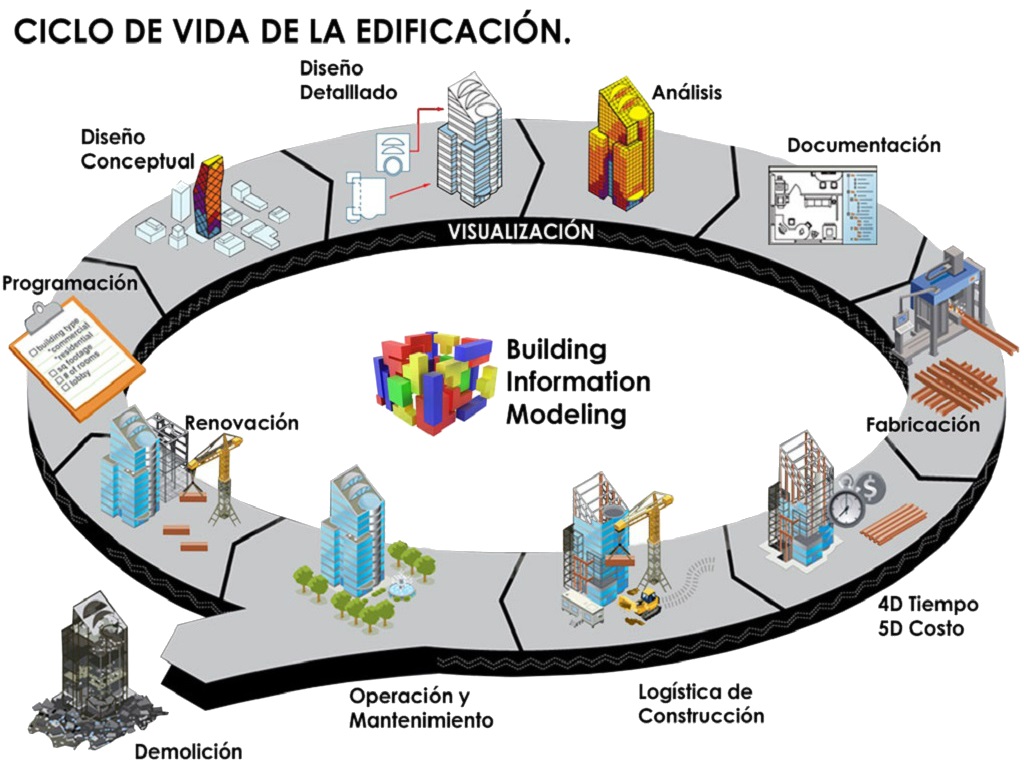 CICLO DE VIDA DE LA EDIFICACIÓN.
Diseño
Detalllado
Análisis
Diseño
Conceptual
Documentación
VISUALIZACIÓN
Programación
building type
*commercial
*residential
sq footage
# of rooms
lobby
Building
Information
Modeling
Renovación
Fabricación
$
4D Tiempo
5D Costo
Operación y
Mantenimiento
Logística de
Construcción
Demolición